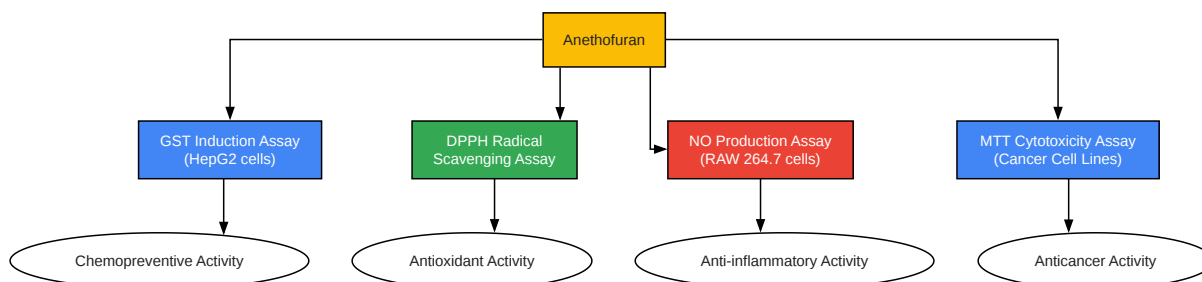 Anethofuran
GST Induction Assay
(HepG2 cells)
DPPH Radical
Scavenging Assay
NO Production Assay
(RAW 264.7 cells)
MTT Cytotoxicity Assay
(Cancer Cell Lines)
Chemopreventive Activity
Antioxidant Activity
Anti-inflammatory Activity
Anticancer Activity